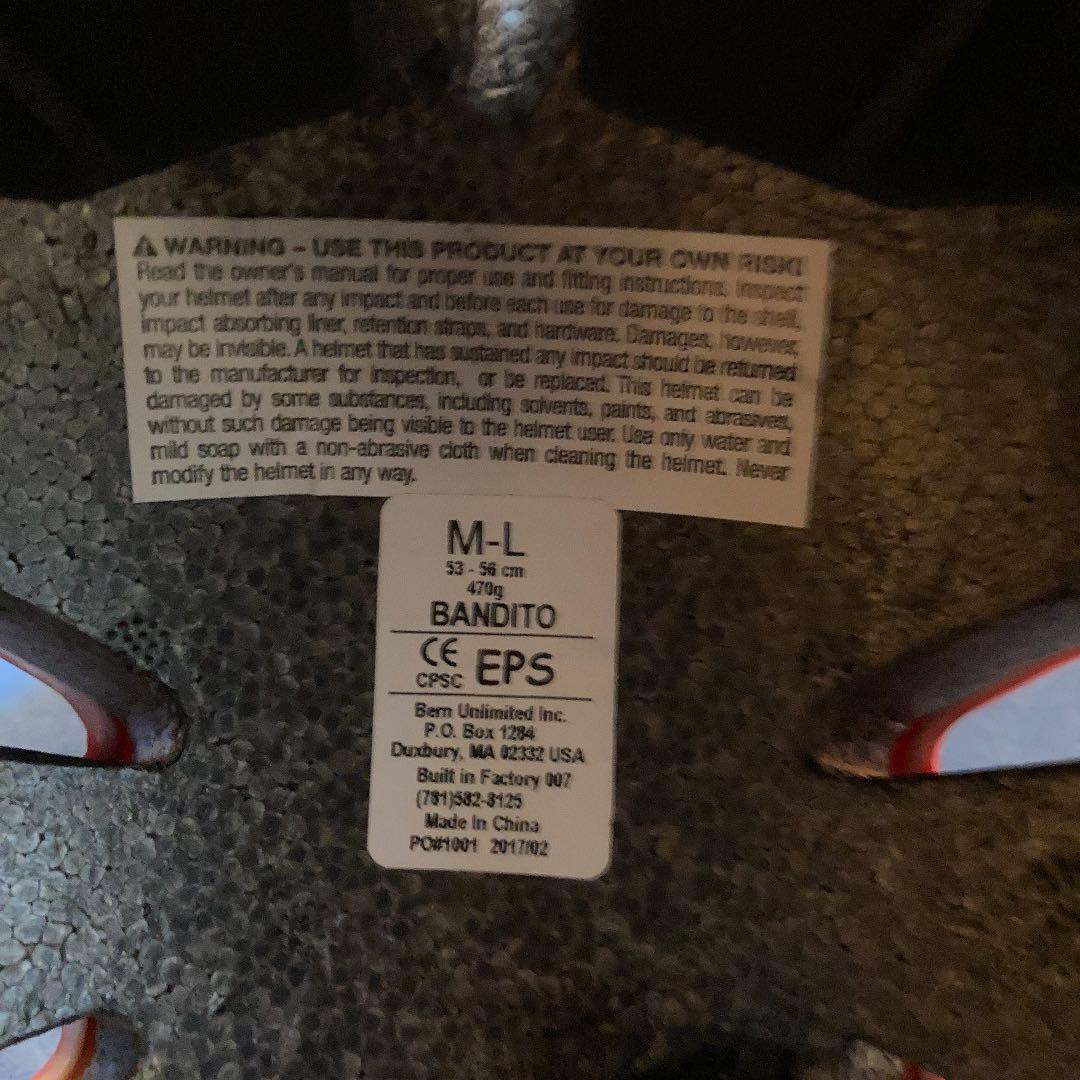 ⚠ WARNING – USE THIS PRODUCT AT YOUR OWN RISK!
Read the owner's manual for proper use and fitting instructions. Inspect
your helmet after any impact and before each use for damage to the shell,
impact absorbing liner, retention straps, and hardware. Damages, however,
may be invisible. A helmet that has sustained any impact should be returned
to the manufacturer for inspection, or be replaced. This helmet can be
damaged by some substances, including solvents, paints, and abrasives,
without such damage being visible to the helmet user. Use only water and
mild soap with a non-abrasive cloth when cleaning the helmet. Never
modify the helmet in any way.
M-L
53 - 56 cm
470g
BANDITO
CE EPS
CPSC
Bern Unlimited Inc.
P.O. Box 1284
Duxbury, MA 02332 USA
Built in Factory 007
(781)582-8125
Made In China
PO#1001 2017/02